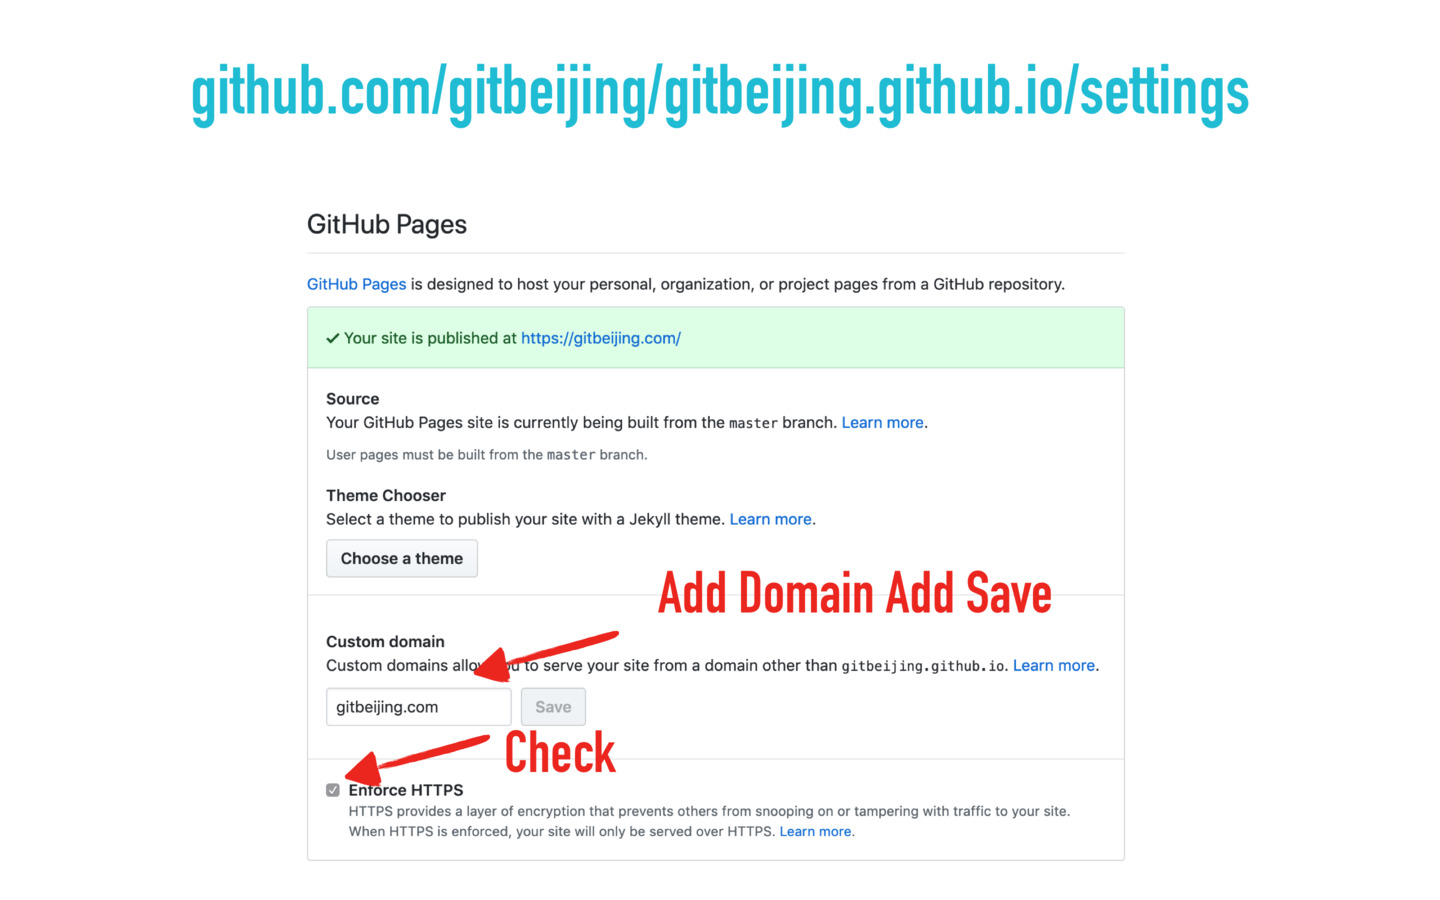 github.com/gitbeijing/gitbeijing.github.io/settings
GitHub Pages
GitHub Pages is designed to host your personal, organization, or project pages from a GitHub repository.
Your site is published at https://gitbeijing.com/
Source
Your GitHub Pages site is currently being built from the master branch. Learn more.
User pages must be built from the master branch.
Theme Chooser
Select a theme to publish your site with a Jekyll theme. Learn more.
Choose a theme
Add Domain Add Save
Custom domain
Custom domains allow you to serve your site from a domain other than gitbeijing.github.io. Learn more.
gitbeijing.com Save
Check
Enforce HTTPS
HTTPS provides a layer of encryption that prevents others from snooping on or tampering with traffic to your site.
When HTTPS is enforced, your site will only be served over HTTPS. Learn more.